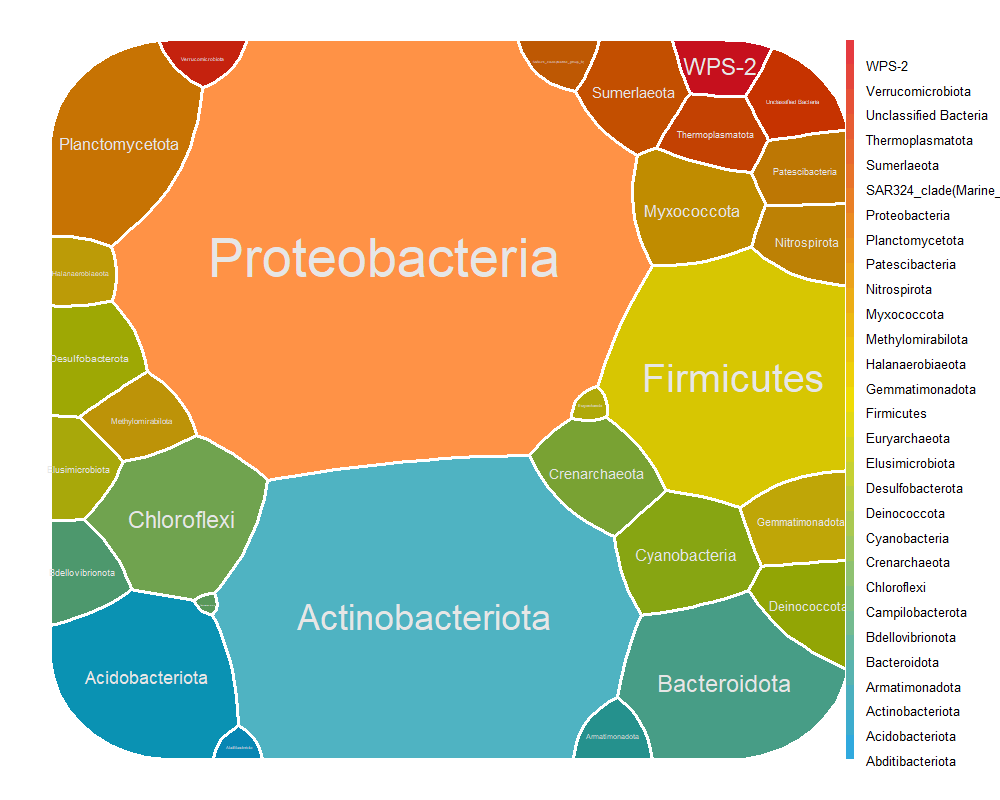 Verrucomicrobiota
WPS-2
Sumerlaeota
Unclassified Bacteria
Planctomycetota
Thermoplasmatota
Patescibacteria
Myxococcota
Nitrospirota
Proteobacteria
Halanaerobiaeota
Desulfobacterota
Firmicutes
Methylomirabilota
Elusimicrobiota
Crenarchaeota
Chloroflexi
Gemmatimonadota
Cyanobacteria
Bdellovibrionota
Deinococcota
Actinobacteriota
Acidobacteriota
Bacteroidota
Armatimonadota
Abditibacteriota
WPS-2
Verrucomicrobiota
Unclassified Bacteria
Thermoplasmatota
Sumerlaeota
SAR324_clade(Marine_
Proteobacteria
Planctomycetota
Patescibacteria
Nitrospirota
Myxococcota
Methylomirabilota
Halanaerobiaeota
Gemmatimonadota
Firmicutes
Euryarchaeota
Elusimicrobiota
Desulfobacterota
Deinococcota
Cyanobacteria
Crenarchaeota
Chloroflexi
Campilobacterota
Bdellovibrionota
Bacteroidota
Armatimonadota
Actinobacteriota
Acidobacteriota
Abditibacteriota